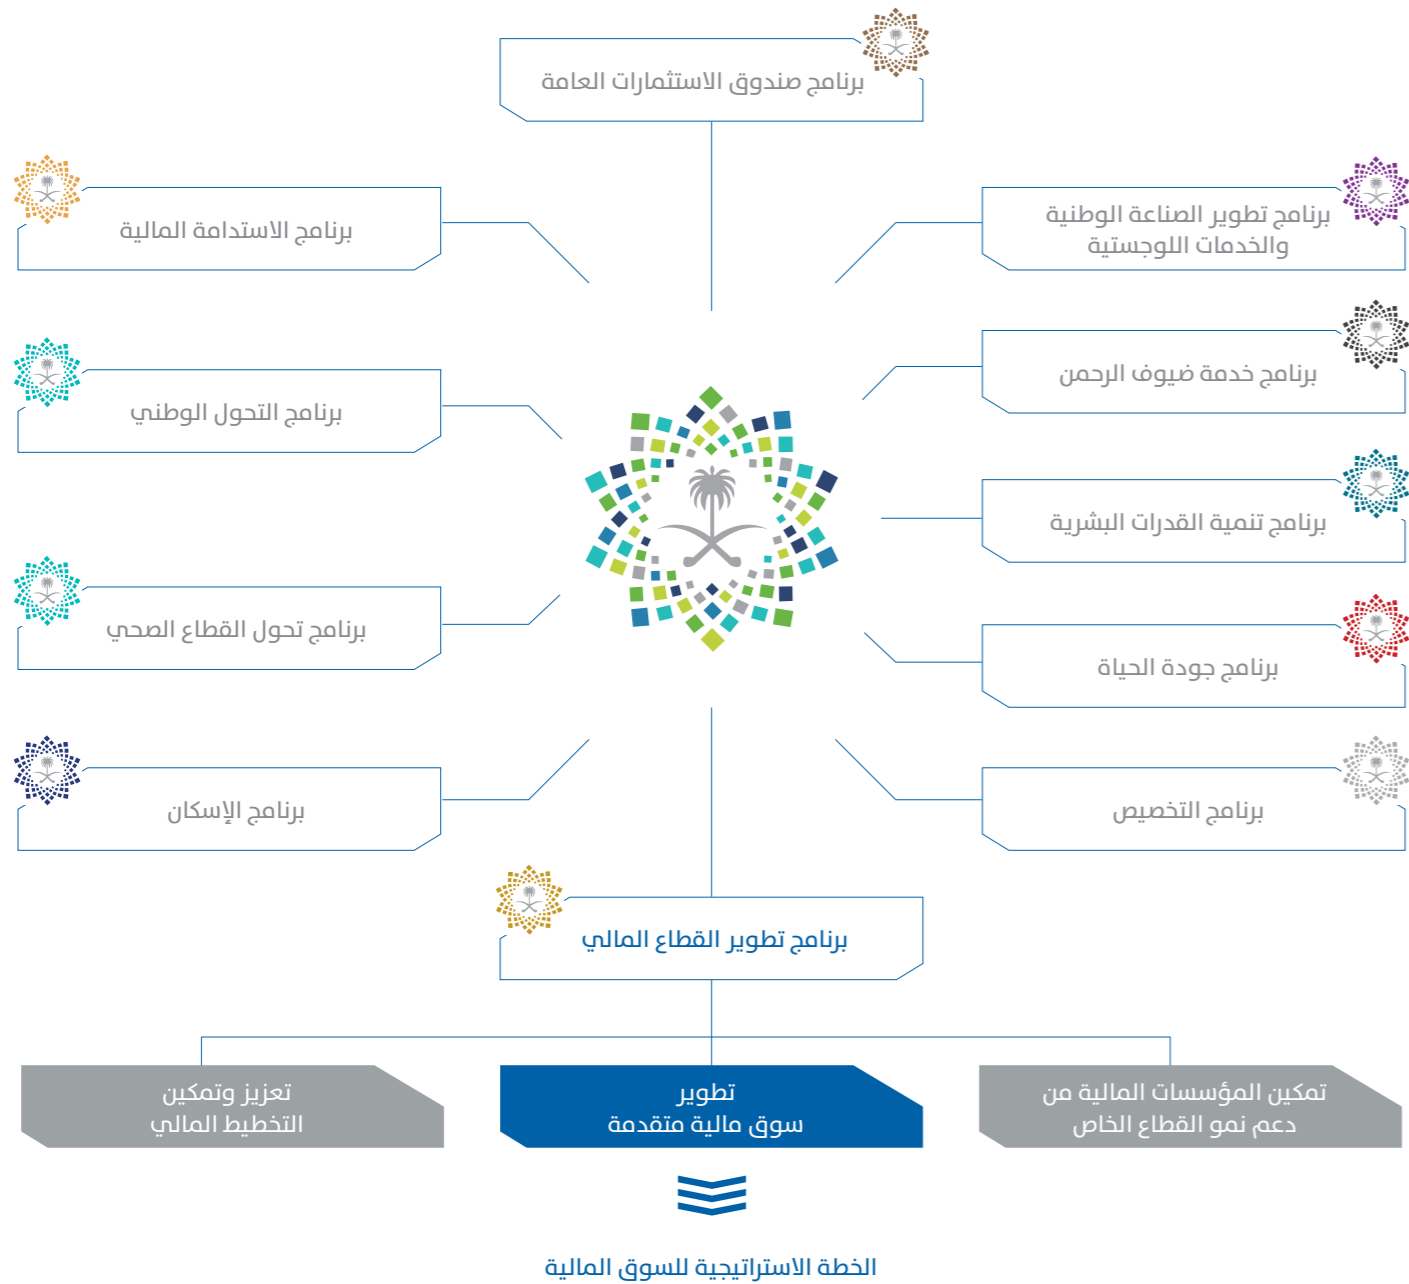 برنامج صندوق الاستثمارات العامة
برنامج تطوير الصناعة الوطنية
والخدمات اللوجستية
برنامج الاستدامة المالية
برنامج خدمة ضيوف الرحمن
برنامج التحول الوطني
برنامج تنمية القدرات البشرية
برنامج تحول القطاع الصحي
برنامج جودة الحياة
برنامج التخصيص
برنامج الإسكان
برنامج تطوير القطاع المالي
تمكين المؤسسات المالية من
دعم نمو القطاع الخاص
تطوير
سوق مالية متقدمة
تعزيز وتمكين
التخطيط المالي
الخطة الاستراتيجية للسوق المالية